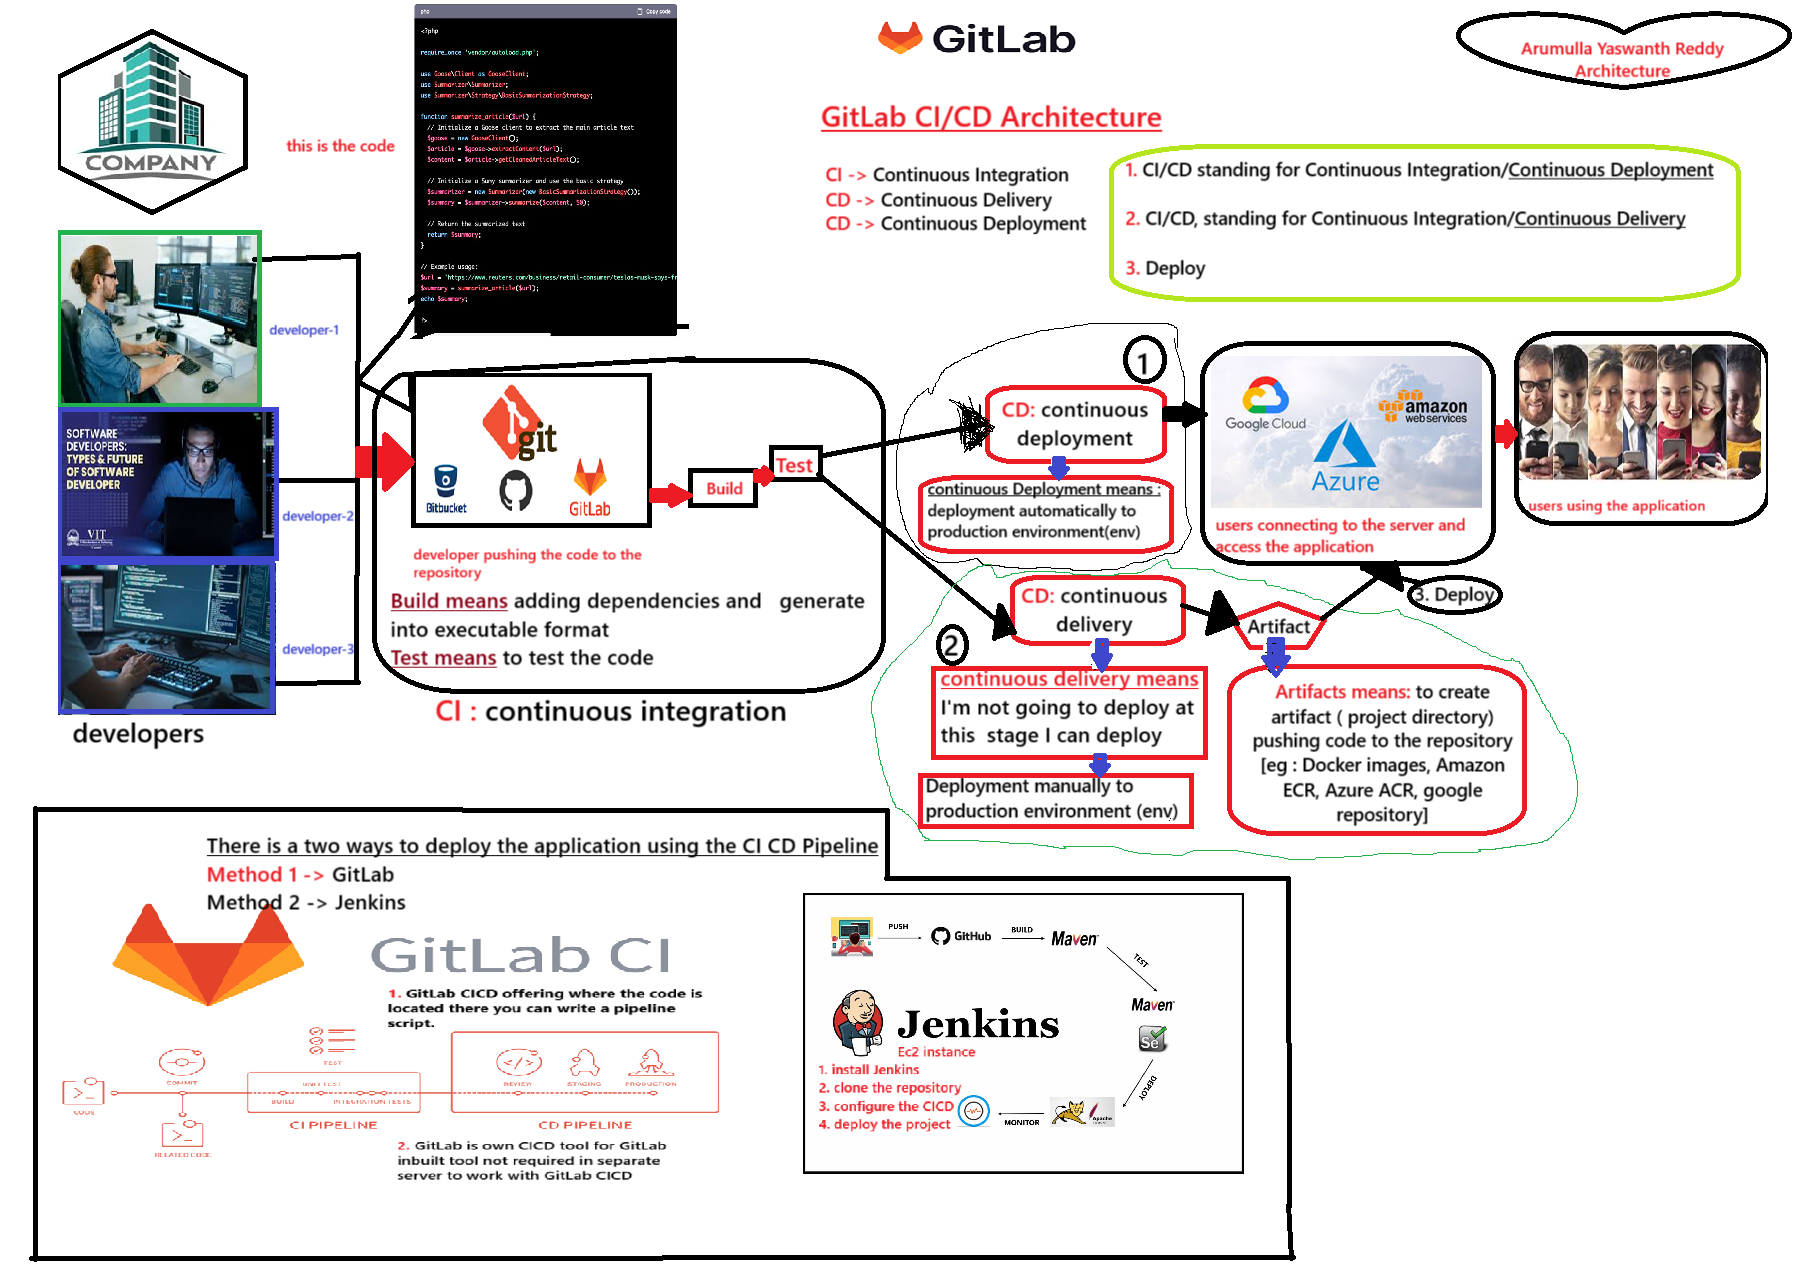 COMPANY
this is the code
php
Copy code
<?php
require_once 'vendor/autoload.php';
use Goose\Client as GooseClient;
use Summarizer\Summarizer;
use Summarizer\Strategy\BasicSummarizationStrategy;
function summarize_article($url) {
// Initialize a Goose client to extract the main article text
$goose = new GooseClient();
$article = $goose->extractContent($url);
$content = $article->getCleanedArticleText();
// Initialize a Sumy summarizer and use the basic strategy
$summarizer = new Summarizer(new BasicSummarizationStrategy());
$summary = $summarizer->summarize($content, 50);
// Return the summarized text
return $summary;
}
// Example usage:
$url = 'https://www.reuters.com/business/retail-consumer/teslas-musk-says-fr
$summary = summarize_article($url);
echo $summary;
?>
GitLab
Arumulla Yaswanth Reddy
Architecture
GitLab CI/CD Architecture
CI -> Continuous Integration
CD -> Continuous Delivery
CD -> Continuous Deployment
1. CI/CD standing for Continuous Integration/Continuous Deployment
2. CI/CD, standing for Continuous Integration/Continuous Delivery
3. Deploy
developer-1
SOFTWARE
DEVELOPERS:
TYPES & FUTURE
OF SOFTWARE
DEVELOPER
VIT
developer-2
developer-3
developers
git
Bitbucket
GitLab
Build
Test
developer pushing the code to the
repository
Build means adding dependencies and generate
into executable format
Test means to test the code
CI : continuous integration
1
CD: continuous
deployment
continuous Deployment means :
deployment automatically to
production environment(env)
Google Cloud
amazon
web services
Azure
users connecting to the server and
access the application
users using the application
3. Deploy
2
CD: continuous
delivery
Artifact
continuous delivery means
I'm not going to deploy at
this stage I can deploy
Deployment manually to
production environment (env)
Artifacts means: to create
artifact ( project directory)
pushing code to the repository
[eg : Docker images, Amazon
ECR, Azure ACR, google
repository]
There is a two ways to deploy the application using the CI CD Pipeline
Method 1 -> GitLab
Method 2 -> Jenkins
GitLab CI
1. GitLab CICD offering where the code is
located there you can write a pipeline
script.
TEST
COMMIT
CODE
RELATED CODE
UNIT TEST
BUILD
INTEGRATION TESTS
CI PIPELINE
REVIEW
STAGING
PRODUCTION
CD PIPELINE
2. GitLab is own CICD tool for GitLab
inbuilt tool not required in separate
server to work with GitLab CICD
PUSH
GitHub
BUILD
Maven
TEST
Maven
Se
DEPLOY
Apache
MONITOR
Jenkins
Ec2 instance
1. install Jenkins
2. clone the repository
3. configure the CICD
4. deploy the project